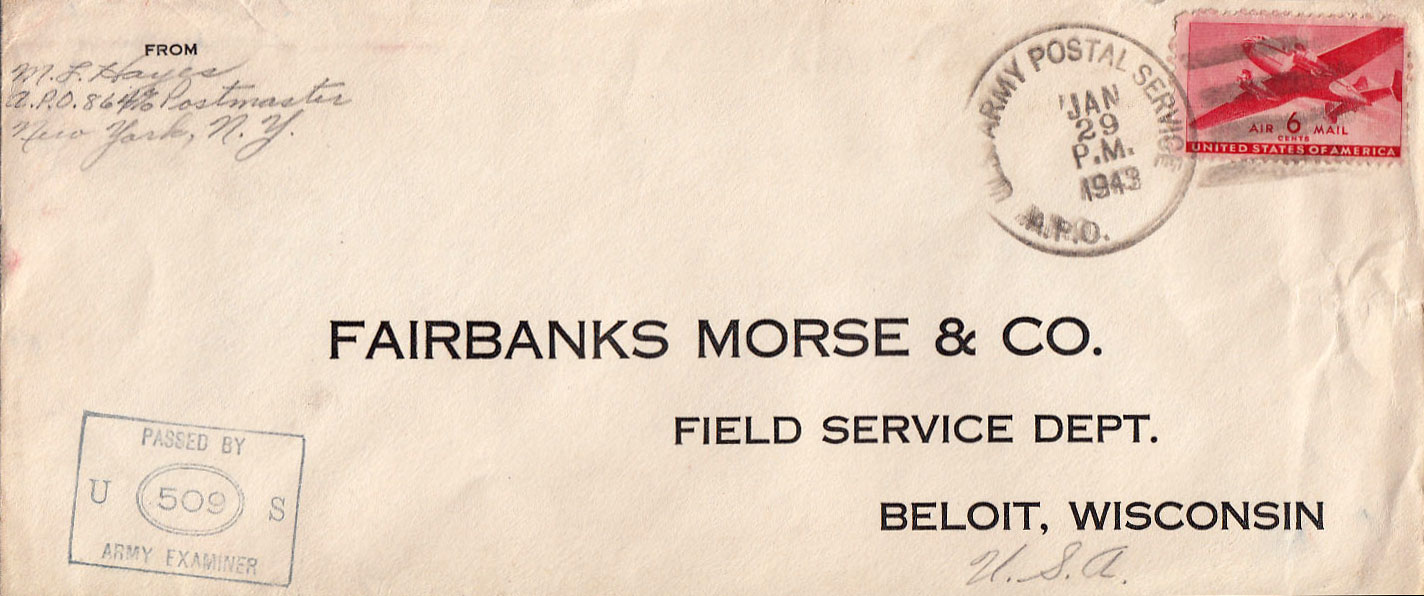 FROM
M. L. Hayes
A.P.O. 864 c/o Postmaster
New York, N. Y.
U.S. ARMY POSTAL SERVICE
JAN
29
P.M.
1943
A.P.O.
AIR 6 MAIL
CENTS
UNITED STATES OF AMERICA
FAIRBANKS MORSE & CO.
FIELD SERVICE DEPT.
BELOIT, WISCONSIN
U. S. A.
PASSED BY
U 509 S
ARMY EXAMINER